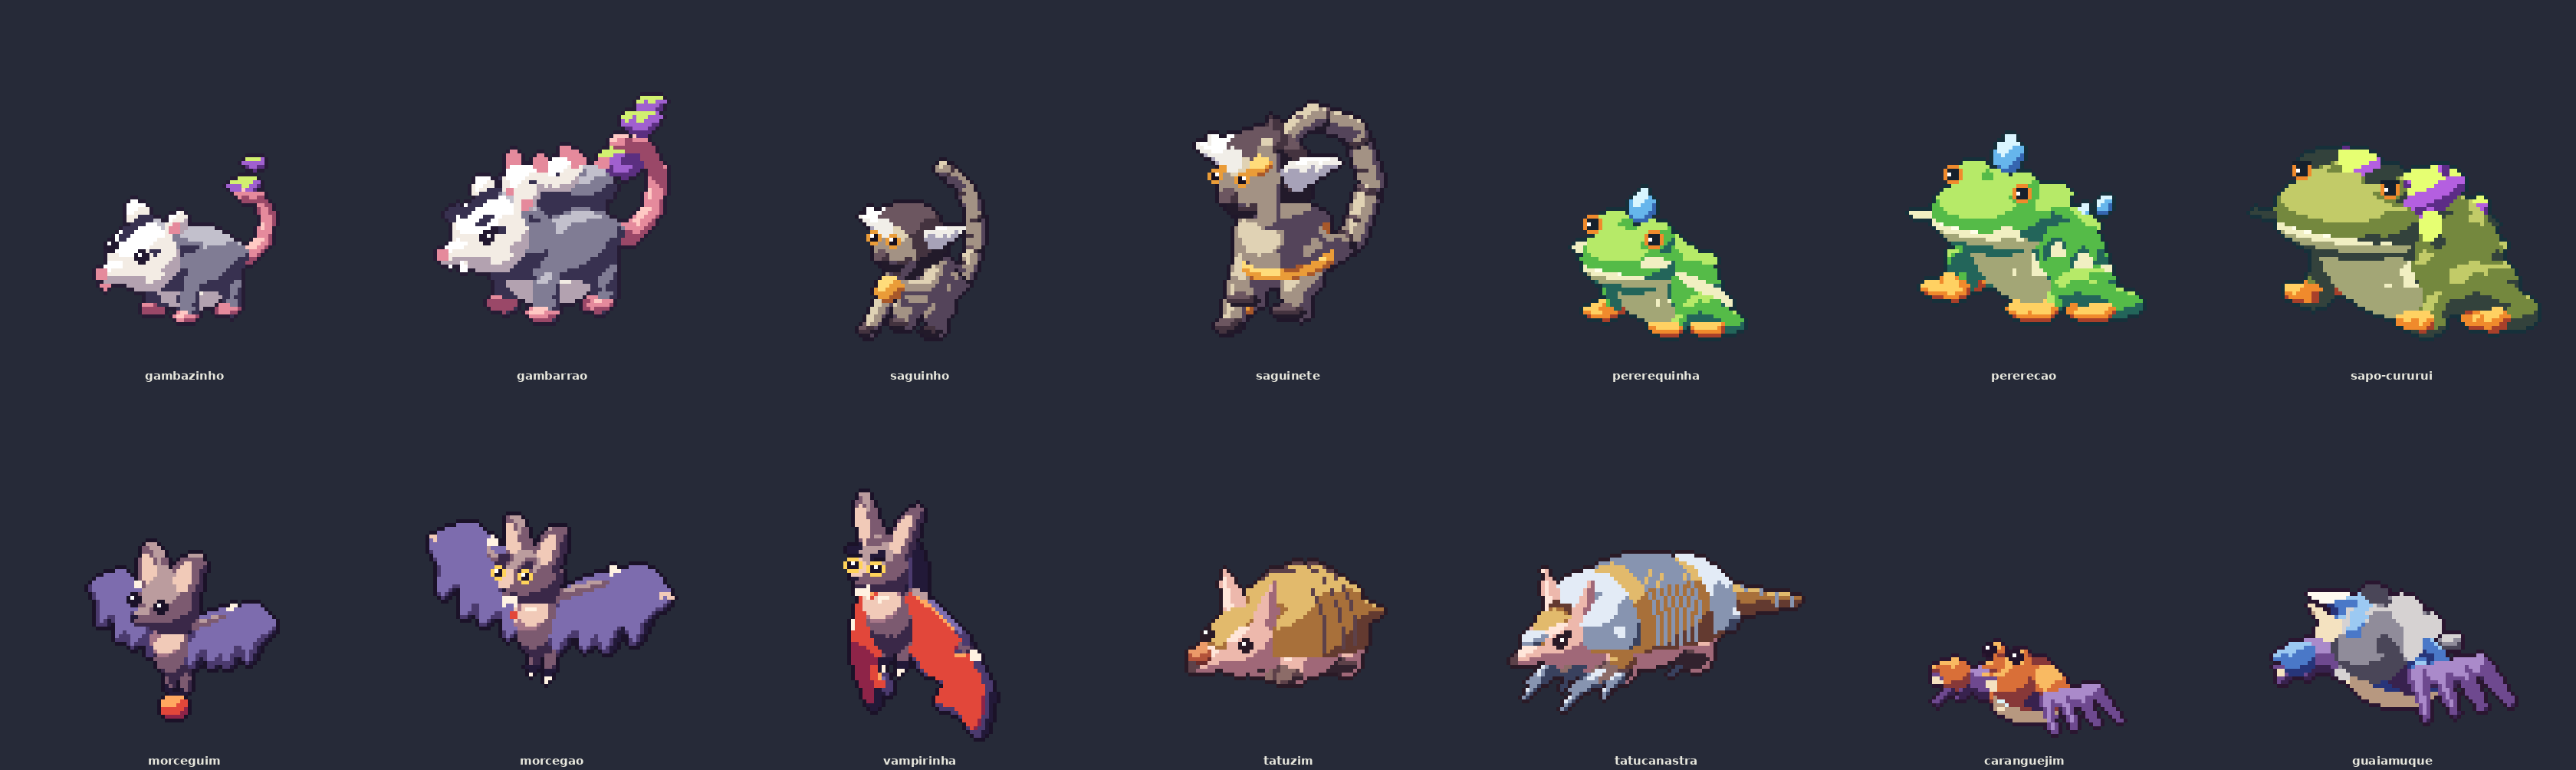 gambazinho gambarrao saguinho saguinete pererequinha pererecao sapo-cururui
morceguim morcegao vampirinha tatuzim tatucanastra caranguejim guaiamuque